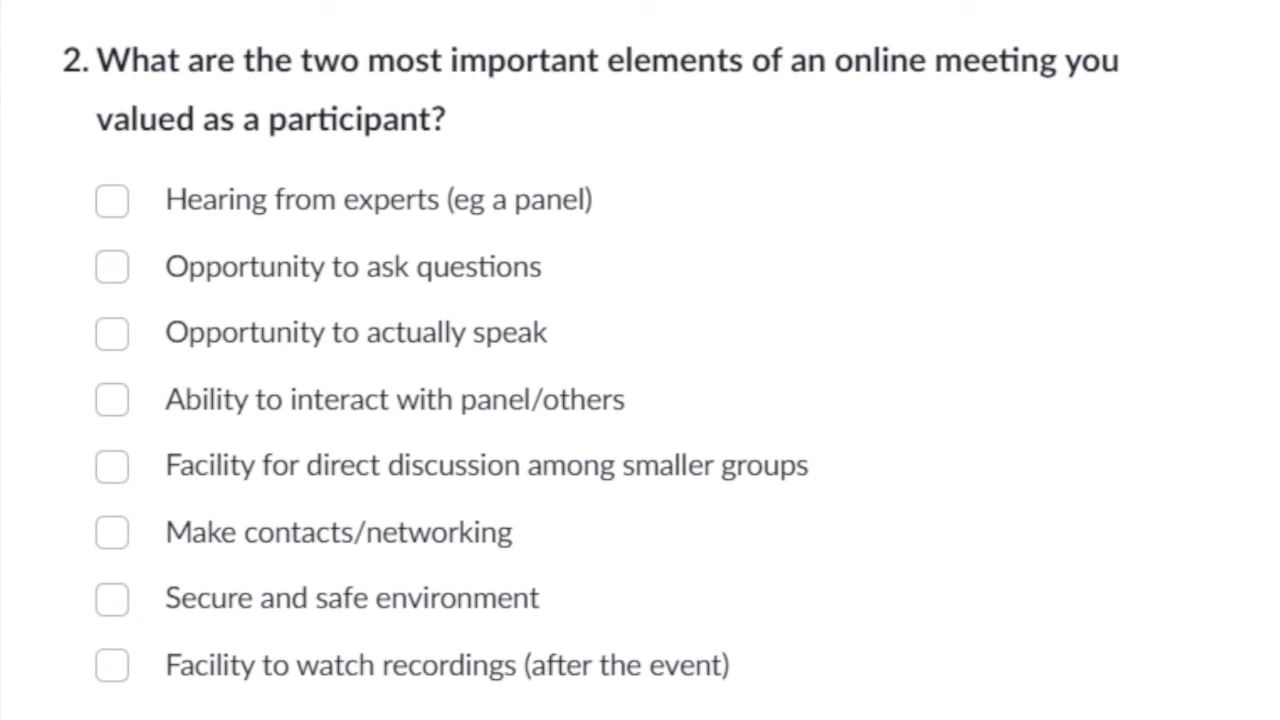 2. What are the two most important elements of an online meeting you
valued as a participant?
Hearing from experts (eg a panel)
Opportunity to ask questions
Opportunity to actually speak
Ability to interact with panel/others
Facility for direct discussion among smaller groups
Make contacts/networking
Secure and safe environment
Facility to watch recordings (after the event)